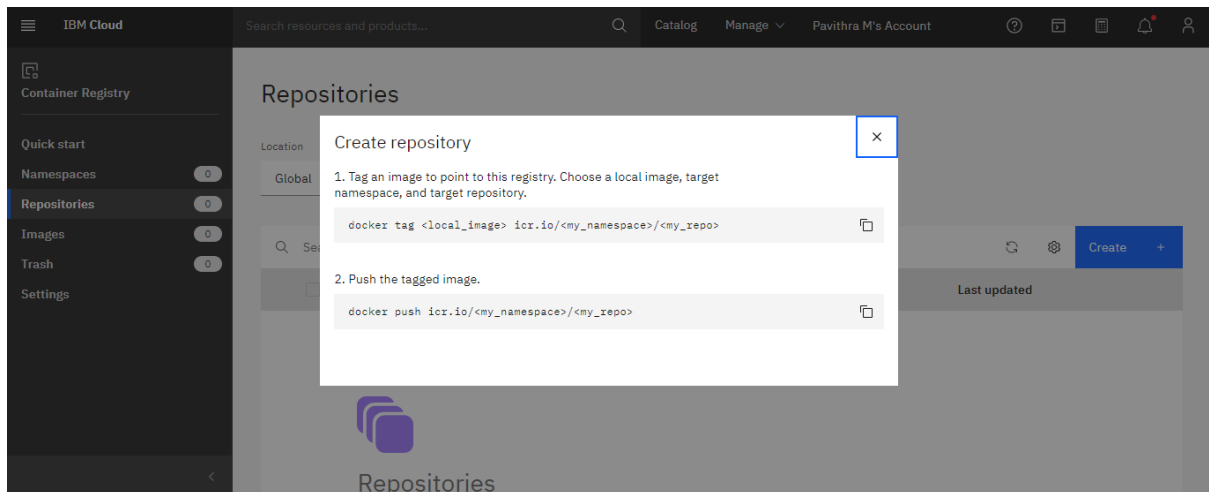 IBM Cloud
Search resources and products...
Catalog
Manage
Pavithra M's Account
Container Registry
Quick start
Namespaces 0
Repositories 0
Images 0
Trash 0
Settings
Repositories
Location
Global
Create repository
1. Tag an image to point to this registry. Choose a local image, target
namespace, and target repository.
docker tag <local_image> icr.io/<my_namespace>/<my_repo>
2. Push the tagged image.
docker push icr.io/<my_namespace>/<my_repo>
Create +
Last updated
Repositories